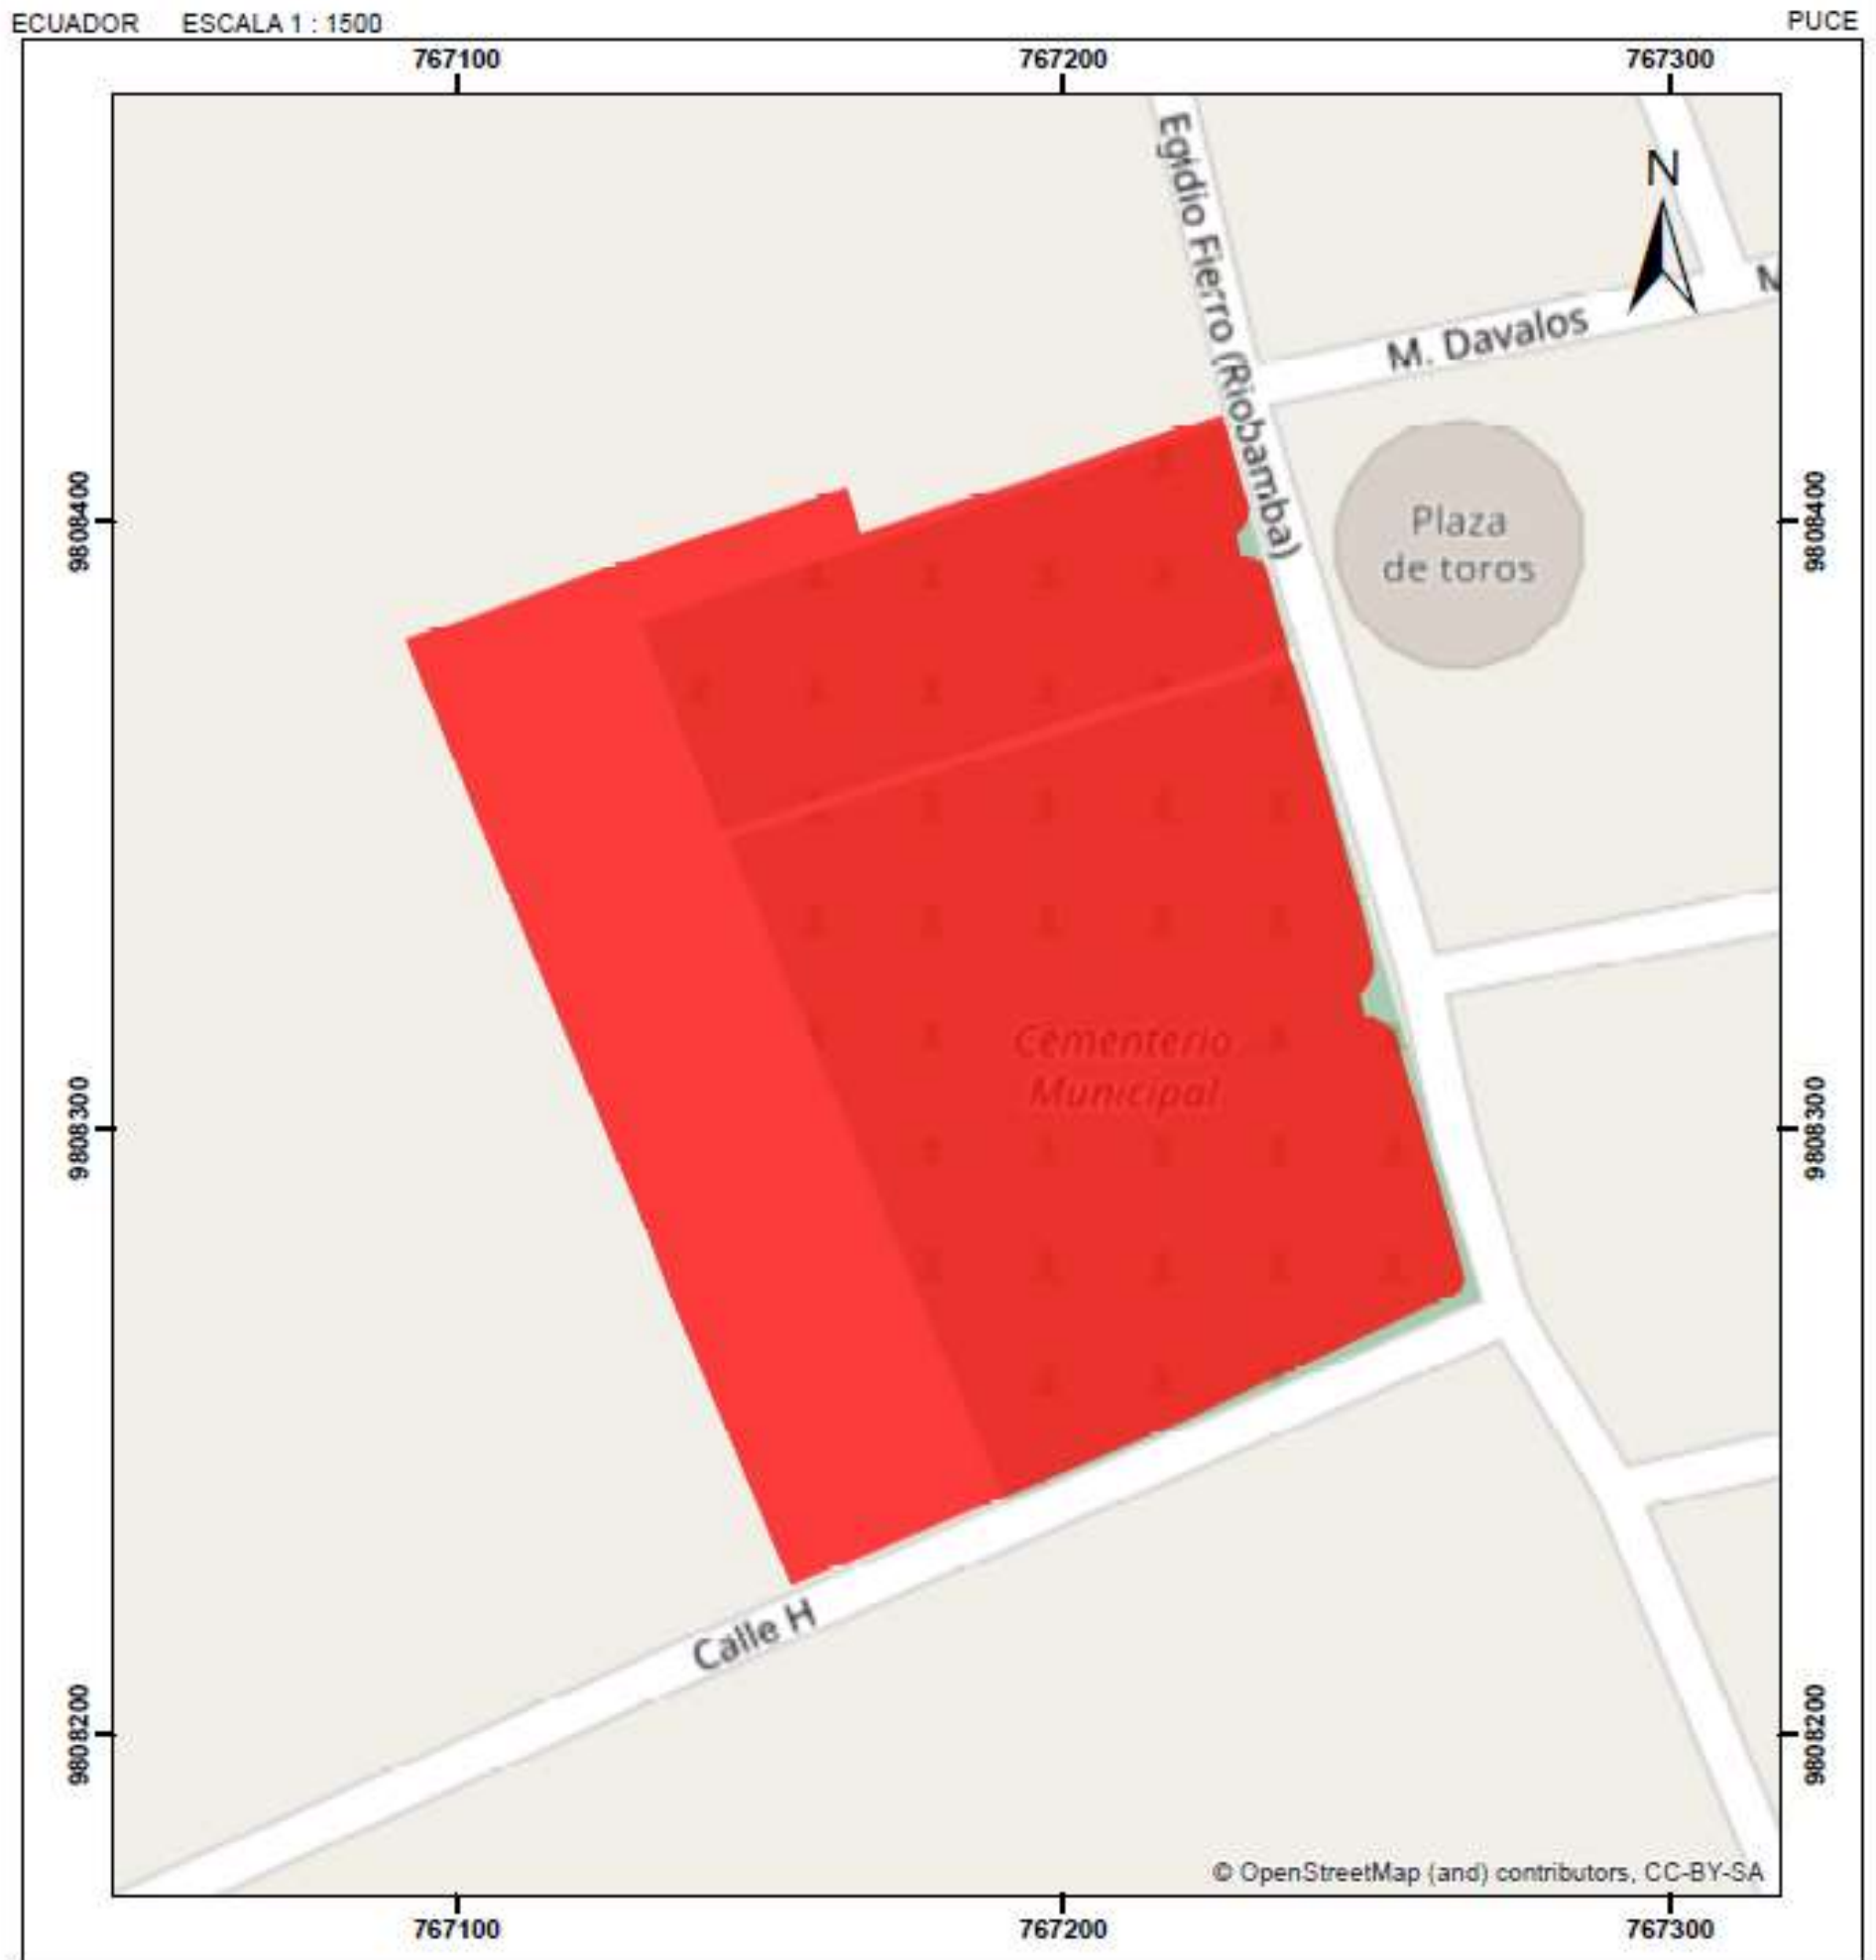 ECUADOR ESCALA 1 : 1500 PUCE
767100 767200 767300
Egidio Fierro (Riobamba)
N
M
M. Davalos
9808400 9808400
Plaza
de toros
Cementerio
Municipal
9808300 9808300
Calle H
9808200 9808200
© OpenStreetMap (and) contributors, CC-BY-SA
767100 767200 767300